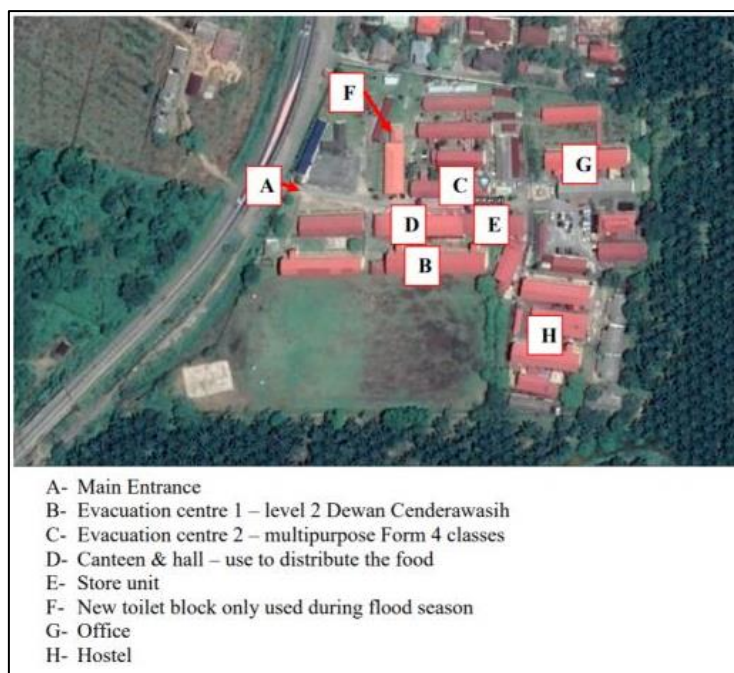 F
A
G
C
D
E
B
H
A- Main Entrance
B- Evacuation centre 1 – level 2 Dewan Cenderawasih
C- Evacuation centre 2 – multipurpose Form 4 classes
D- Canteen & hall – use to distribute the food
E- Store unit
F- New toilet block only used during flood season
G- Office
H- Hostel